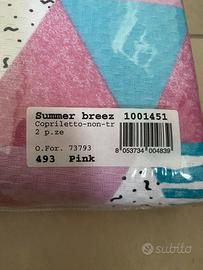 Summer breez 1001451
Copriletto-non-tr
2 p.ze
O.For. 73793
8 053734 004839
493 Pink
subito